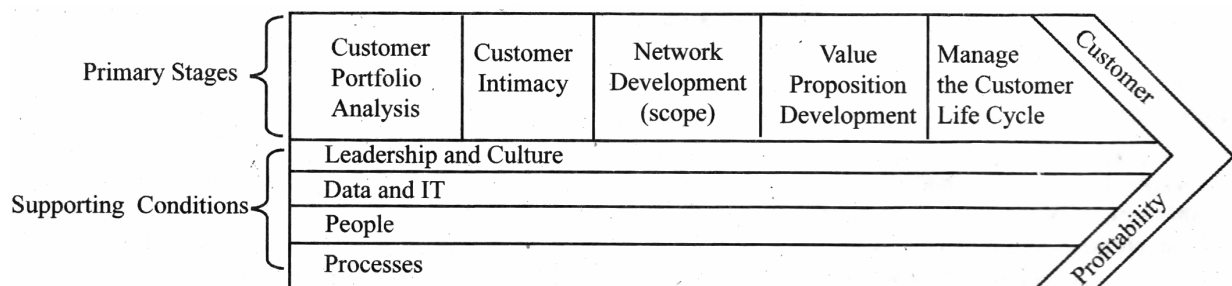 Primary Stages
Customer
Portfolio
Analysis
Customer
Intimacy
Network
Development
(scope)
Value
Proposition
Development
Manage
the Customer
Life Cycle
Customer
Profitability
Supporting Conditions
Leadership and Culture
Data and IT
People
Processes